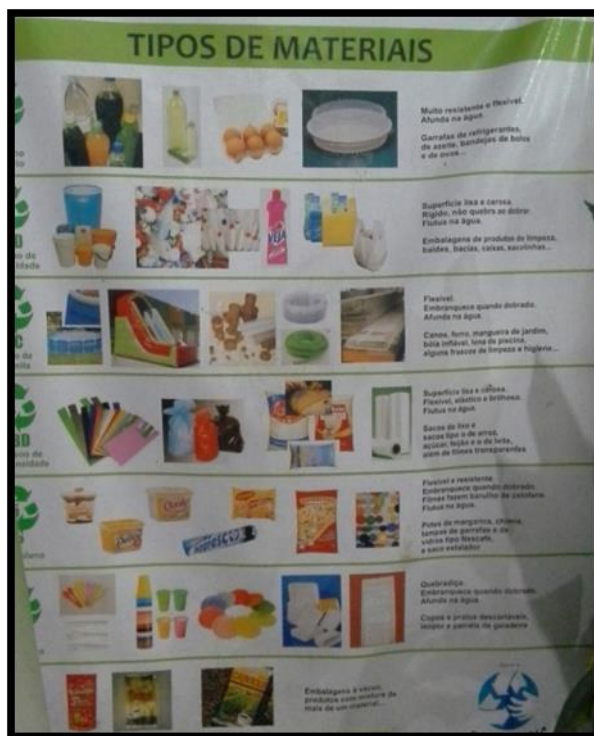 TIPOS DE MATERIAIS
Muito resistente e flexível.
Afunda na água.
Garrafas de refrigerantes,
de azeite, bandejas de bolos
e de ovos...
Superfície lisa e cerosa.
Rígido, não quebra ao dobrar.
Flutua na água.
Embalagens de produtos de limpeza,
baldes, bacias, caixas, sacolinhas...
Flexível.
Embranquece quando dobrado.
Afunda na água.
Canos, forro, mangueira de jardim,
bóia inflável, lona de piscina,
alguns frascos de limpeza e higiene...
Superfície lisa e cerosa.
Flexível, elástico e brilhoso.
Flutua na água.
Sacos de lixo e
sacos tipo o de arroz,
açúcar, feijão e o de leite,
além de filmes transparentes
Flexível e resistente
Embranquece quando dobrado.
Filmes fazem barulho de celofane.
Flutua na água.
Potes de margarina,
tampas de garrafas e de
vidros tipo Nescafé,
e saco estalador
Quebradiço.
Embranquece quando dobrado.
Afunda na água.
Copos e pratos descartáveis,
isopor e gaveta de geladeira
Embalagens à vácuo,
produtos com mistura de
mais de um material...